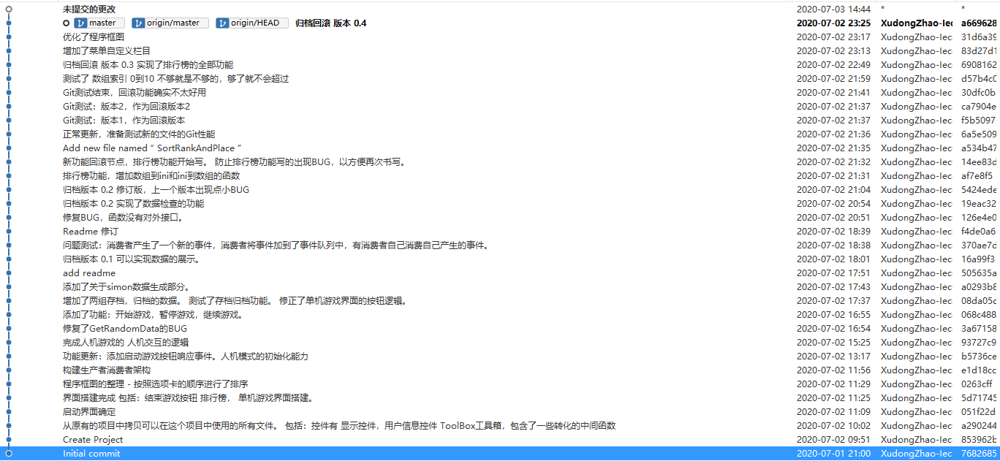 未提交的更改 2020-07-03 14:44 * *
master origin/master origin/HEAD 归档回滚 版本 0.4 2020-07-02 23:25 XudongZhao-Iec a669628
优化了程序框图 2020-07-02 23:17 XudongZhao-Iec 31d6a39
增加了菜单自定义栏目 2020-07-02 23:13 XudongZhao-Iec 83d27d1
归档回滚 版本 0.3 实现了排行榜的全部功能 2020-07-02 22:49 XudongZhao-Iec 6908162
测试了 数组索引 0到10 不够就是不够的，够了就不会超过 2020-07-02 21:59 XudongZhao-Iec d57b4c0
Git测试结束，回滚功能确实不太好用 2020-07-02 21:41 XudongZhao-Iec 30dfc0b
Git测试：版本2，作为回滚版本2 2020-07-02 21:37 XudongZhao-Iec ca7904e
Git测试：版本1，作为回滚版本 2020-07-02 21:37 XudongZhao-Iec f5b5097
正常更新，准备测试新的文件的Git性能 2020-07-02 21:36 XudongZhao-Iec 6a5e509
Add new file named “ SortRankAndPlace ” 2020-07-02 21:35 XudongZhao-Iec a534b47
新功能回滚节点，排行榜功能开始写。 防止排行榜功能写的出现BUG，以方便再次书写。 2020-07-02 21:32 XudongZhao-Iec 14ee83d
排行榜功能，增加数组到ini和ini到数组的函数 2020-07-02 21:31 XudongZhao-Iec af7e8f5
归档版本 0.2 修订版，上一个版本出现点小BUG 2020-07-02 21:04 XudongZhao-Iec 5424ede
归档版本 0.2 实现了数据检查的功能 2020-07-02 20:54 XudongZhao-Iec 19eac32
修复BUG，函数没有对外接口。 2020-07-02 20:51 XudongZhao-Iec 126e4e0
Readme 修订 2020-07-02 18:39 XudongZhao-Iec f4de0a6
问题测试：消费者产生了一个新的事件，消费者将事件加到了事件队列中，有消费者自己消费自己产生的事件。 2020-07-02 18:38 XudongZhao-Iec 370ae7d
归档版本 0.1 可以实现数据的展示。 2020-07-02 18:01 XudongZhao-Iec 16a99f3
add readme 2020-07-02 17:51 XudongZhao-Iec 505635a
添加了关于simon数据生成部分。 2020-07-02 17:43 XudongZhao-Iec a0293b8
增加了两组存档，归档的数据。 测试了存档归档功能。 修正了单机游戏界面的按钮逻辑。 2020-07-02 17:37 XudongZhao-Iec 08da05c
添加了功能：开始游戏，暂停游戏，继续游戏。 2020-07-02 16:55 XudongZhao-Iec 068c488
修复了GetRandomData的BUG 2020-07-02 16:54 XudongZhao-Iec 3a67158
完成人机游戏的 人机交互的逻辑 2020-07-02 15:25 XudongZhao-Iec 93727c9
功能更新：添加启动游戏按钮响应事件。人机模式的初始化能力 2020-07-02 13:17 XudongZhao-Iec b5736ce
构建生产者消费者架构 2020-07-02 11:56 XudongZhao-Iec e1d18cc
程序框图的整理 - 按照选项卡的顺序进行了排序 2020-07-02 11:29 XudongZhao-Iec 0263cff
界面搭建完成 包括：结束游戏按钮 排行榜， 单机游戏界面搭建。 2020-07-02 11:25 XudongZhao-Iec 5d71745
启动界面确定 2020-07-02 11:09 XudongZhao-Iec 051f22d
从原有的项目中拷贝可以在这个项目中使用的所有文件。 包括：控件有 显示控件，用户信息控件 ToolBox工具箱，包含了一些转化的中间函数 2020-07-02 10:02 XudongZhao-Iec a290244
Create Project 2020-07-02 09:51 XudongZhao-Iec 853962b
Initial commit 2020-07-01 21:00 XudongZhao-Iec 7682685